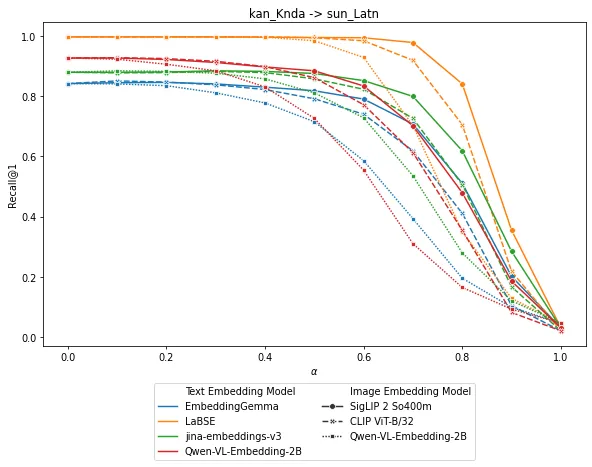 kan_Knda -> sun_Latn
1.0
0.8
0.6
0.4
0.2
0.0
Recall@1
0.0 0.2 0.4 0.6 0.8 1.0
α
Text Embedding Model Image Embedding Model
EmbeddingGemma SigLIP 2 So400m
LaBSE CLIP ViT-B/32
jina-embeddings-v3 Qwen-VL-Embedding-2B
Qwen-VL-Embedding-2B